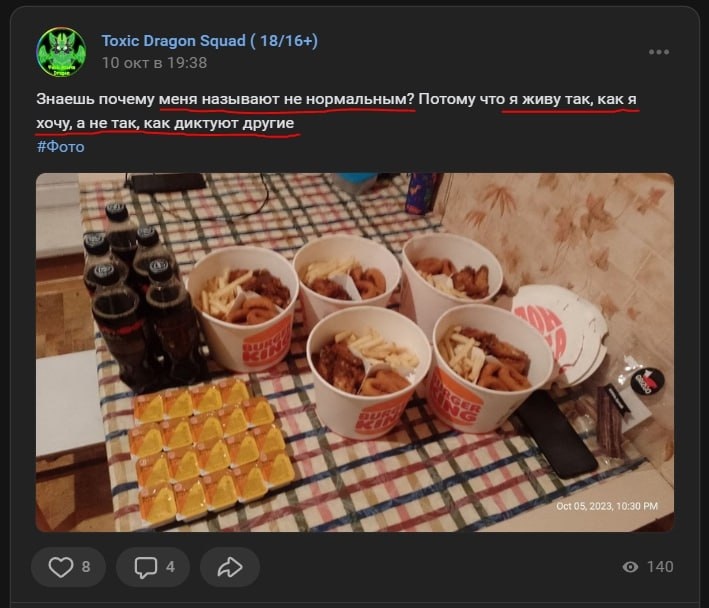 Toxic Dragon Squad ( 18/16+)
10 окт в 19:38
Знаешь почему меня называют не нормальным? Потому что я живу так, как я
хочу, а не так, как диктуют другие
#Фото
BURGER
KING
BURGER
KING
BURGER
KING
Oct 05, 2023, 10:30 PM
8
4
140